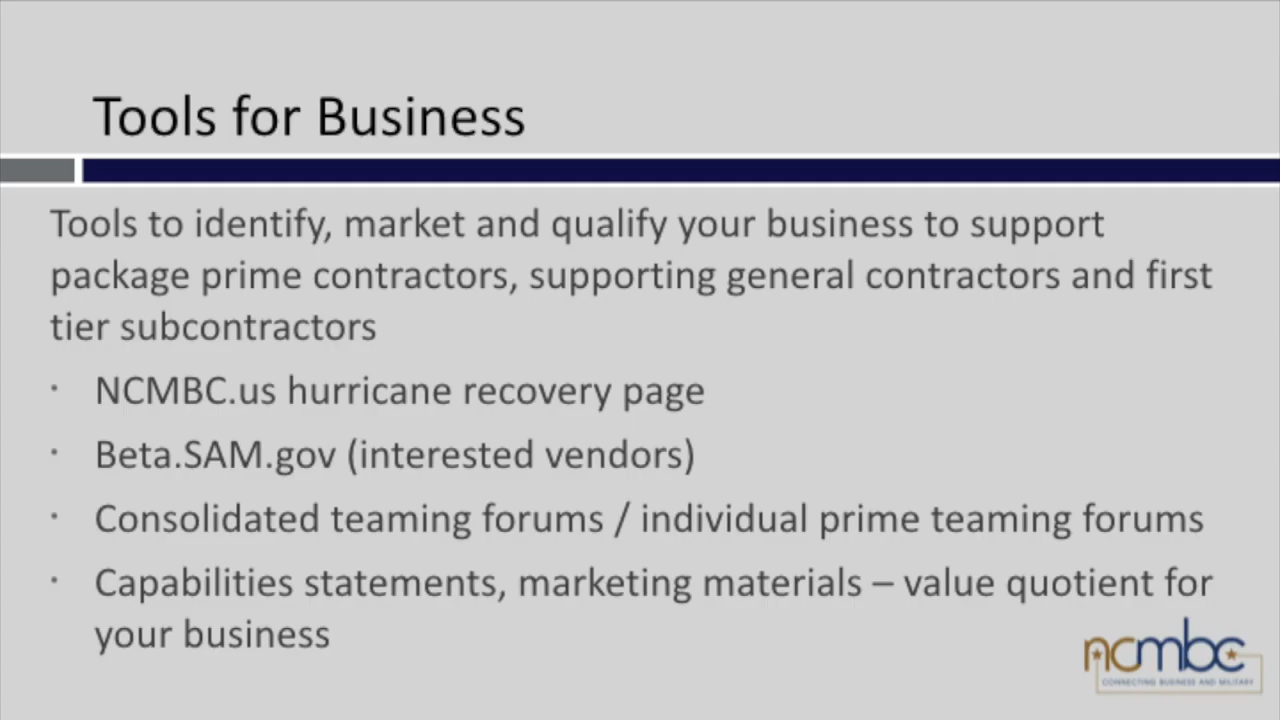 Tools for Business
Tools to identify, market and qualify your business to support
package prime contractors, supporting general contractors and first
tier subcontractors
· NCMBC.us hurricane recovery page
· Beta.SAM.gov (interested vendors)
· Consolidated teaming forums / individual prime teaming forums
· Capabilities statements, marketing materials – value quotient for
your business
ncmbc
CONNECTING BUSINESS AND MILITARY